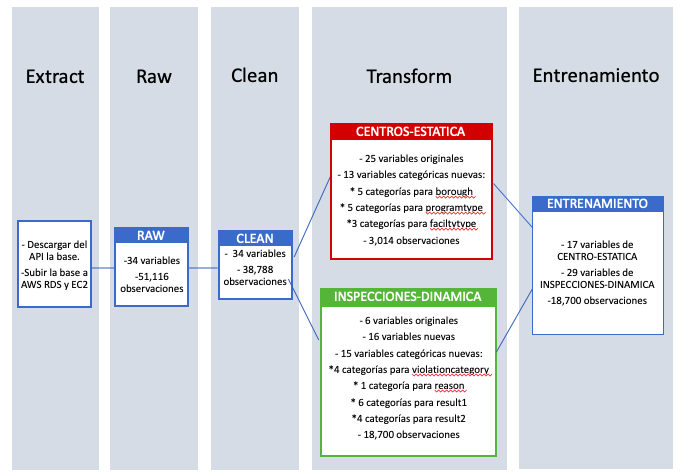 Extract
Raw
Clean
Transform
Entrenamiento
- Descargar del
API la base.
-Subir la base a
AWS RDS y EC2
RAW
-34 variables
-51,116
observaciones
CLEAN
- 34 variables
- 38,788
observaciones
CENTROS-ESTATICA
- 25 variables originales
- 13 variables categóricas nuevas:
* 5 categorías para borough
* 5 categorías para programtype
*3 categorías para faciltytype
- 3,014 observaciones
INSPECCIONES-DINAMICA
- 6 variables originales
- 16 variables nuevas
- 15 variables categóricas nuevas:
*4 categorías para violationcategory
* 1 categoría para reason
* 6 categorías para result1
*4 categorías para result2
- 18,700 observaciones
ENTRENAMIENTO
- 17 variables de
CENTRO-ESTATICA
- 29 variables de
INSPECCIONES-DINAMICA
-18,700 observaciones